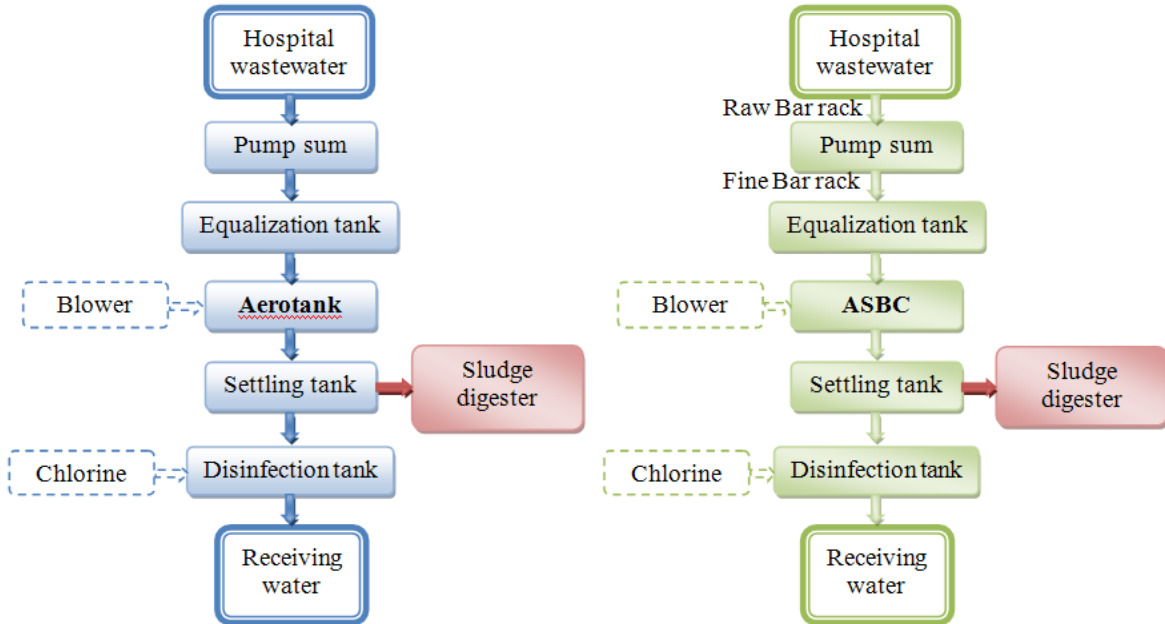 Hospital
wastewater
Pump sum
Equalization tank
Blower
Aerotank
Settling tank
Sludge
digester
Chlorine
Disinfection tank
Receiving
water
Hospital
wastewater
Raw Bar rack
Pump sum
Fine Bar rack
Equalization tank
Blower
ASBC
Settling tank
Sludge
digester
Chlorine
Disinfection tank
Receiving
water